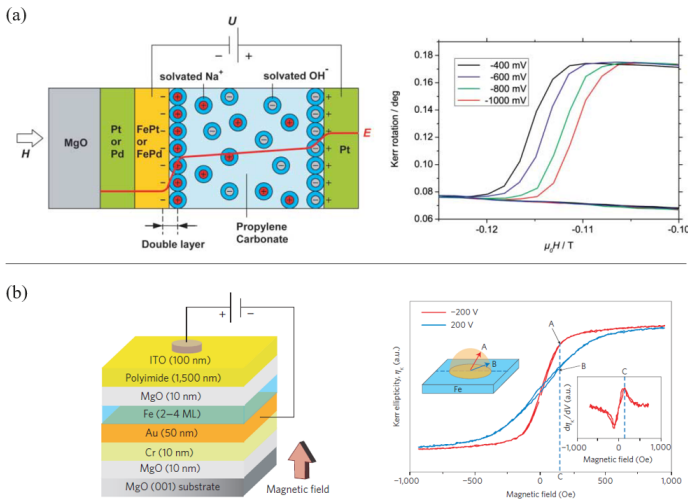 (a)
U
− +
solvated Na+
solvated OH−
H
MgO
Pt
or
Pd
FePt
or
FePd
Pt
E
Propylene
Carbonate
Double layer
Kerr rotation / deg
0.18
0.16
0.14
0.12
0.10
0.08
0.06
-400 mV
-600 mV
-800 mV
-1000 mV
-0.12
-0.11
-0.10
μ0H / T
(b)
+ −
ITO (100 nm)
Polyimide (1,500 nm)
MgO (10 nm)
Fe (2–4 ML)
Au (50 nm)
Cr (10 nm)
MgO (10 nm)
MgO (001) substrate
Magnetic field
−200 V
200 V
Kerr ellipticity, ηk (a.u.)
A
B
A
B
Fe
C
dηk/dV (a.u.)
-1,000 0 1,000
Magnetic field (Oe)
−1,000 −500 0 500 1,000
Magnetic field (Oe)